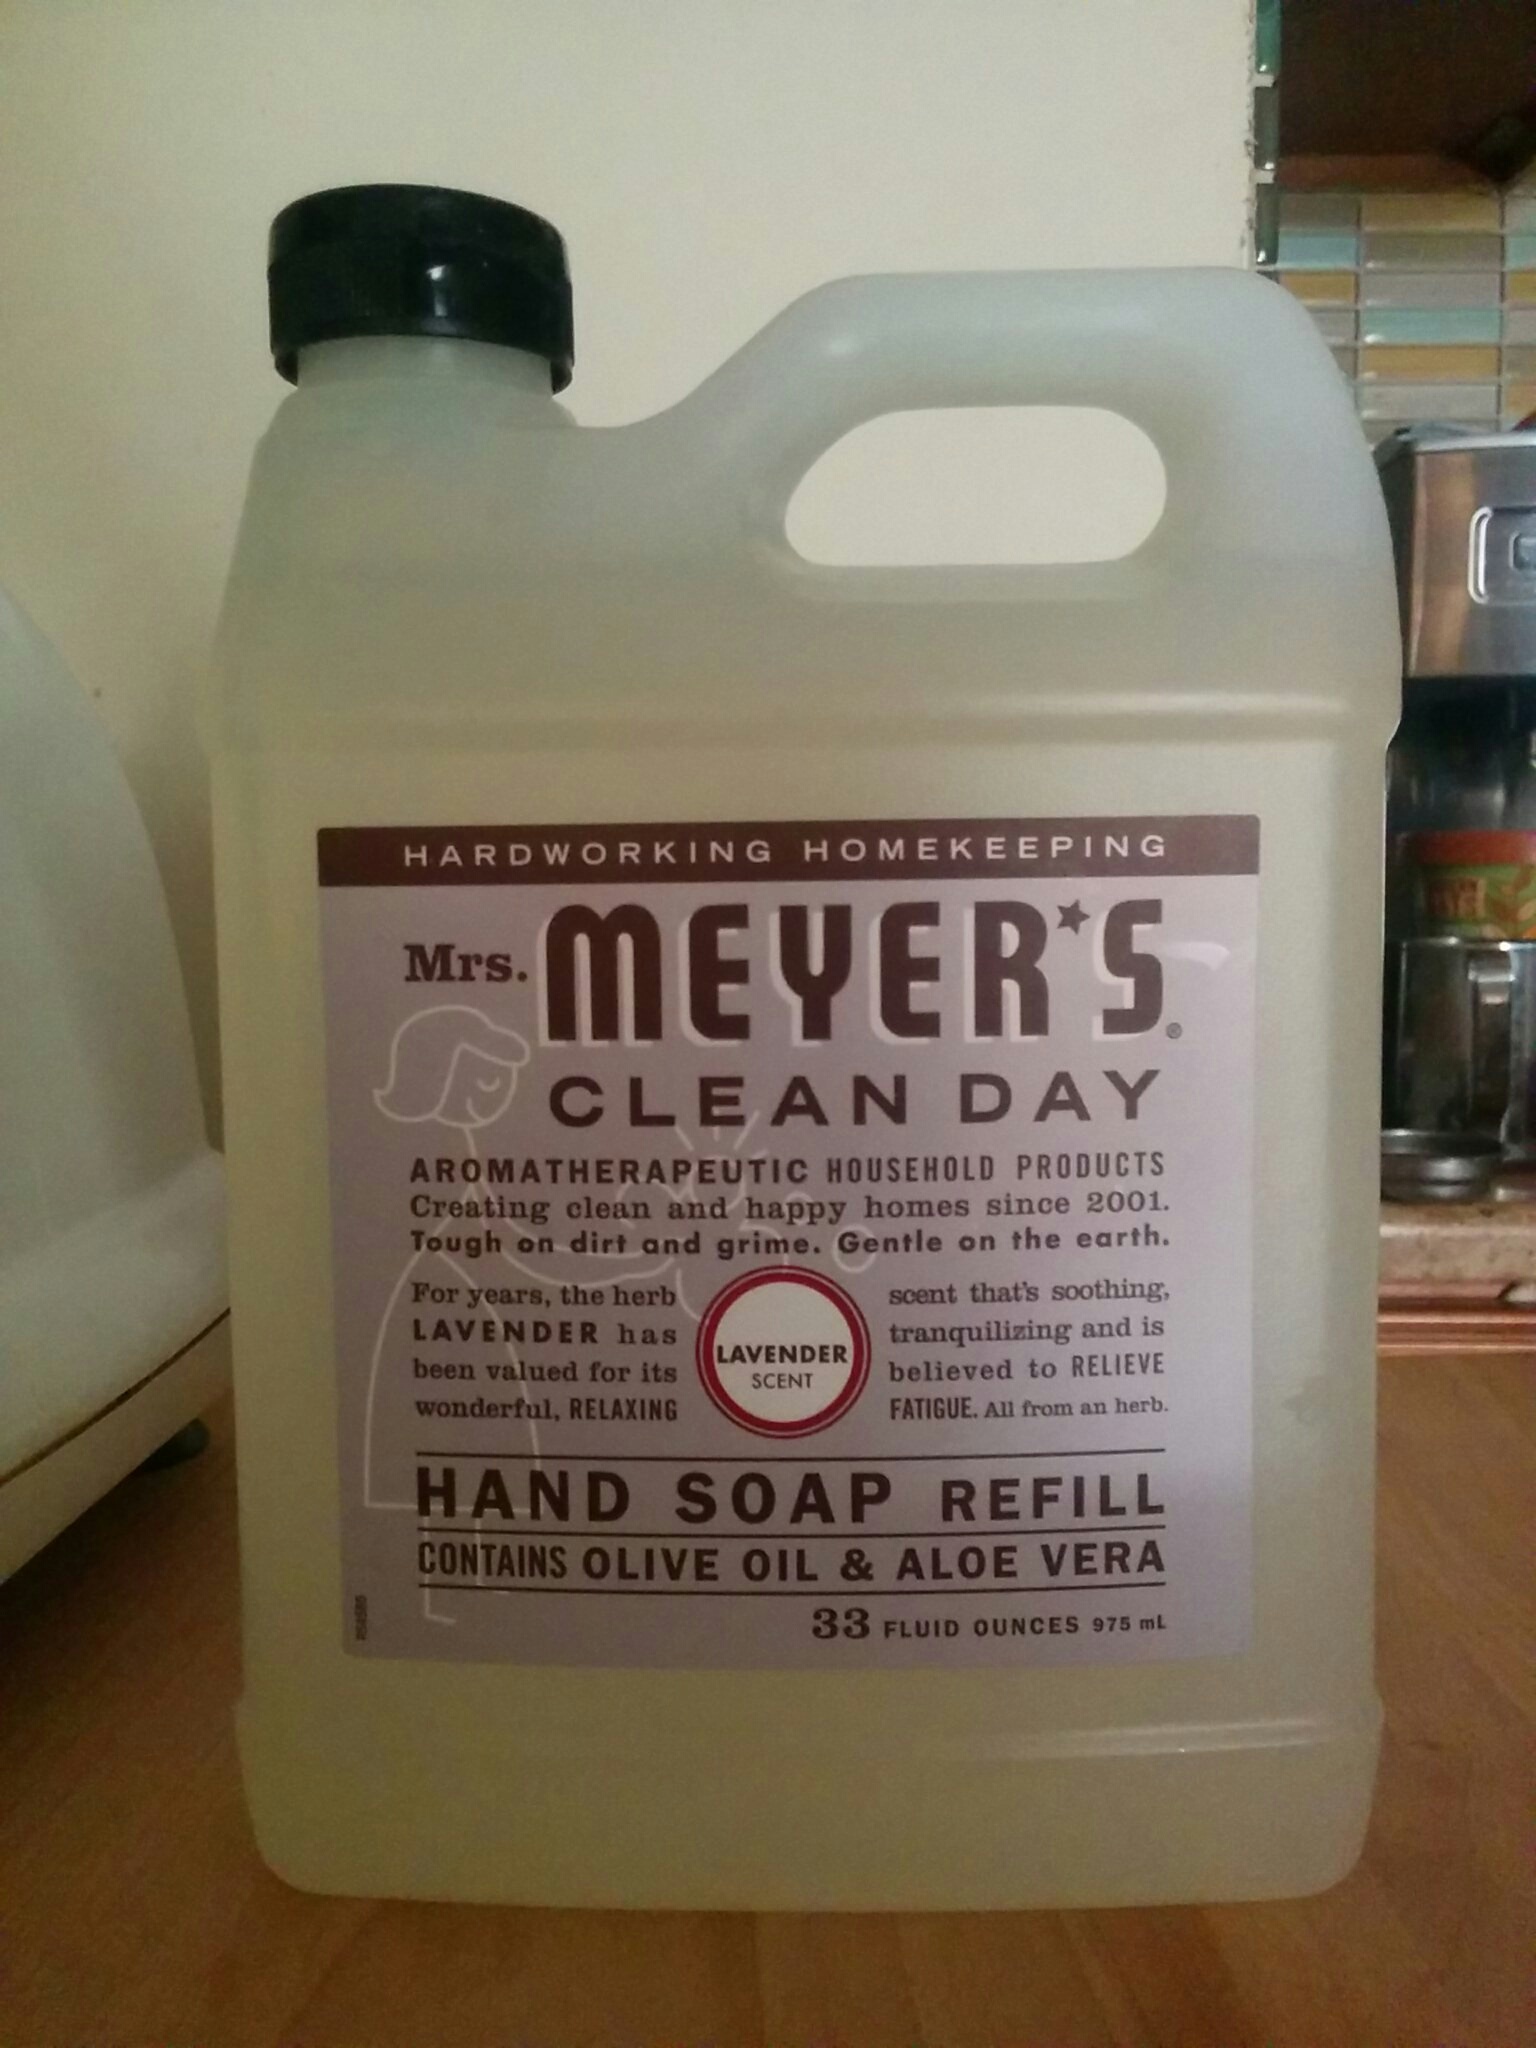 HARDWORKING HOMEKEEPING
Mrs. MEYER'S®
CLEAN DAY
AROMATHERAPEUTIC HOUSEHOLD PRODUCTS
Creating clean and happy homes since 2001.
Tough on dirt and grime. Gentle on the earth.
For years, the herb
LAVENDER has
been valued for its
wonderful, RELAXING
LAVENDER
SCENT
scent that's soothing,
tranquilizing and is
believed to RELIEVE
FATIGUE. All from an herb.
HAND SOAP REFILL
CONTAINS OLIVE OIL & ALOE VERA
33 FLUID OUNCES 975 mL